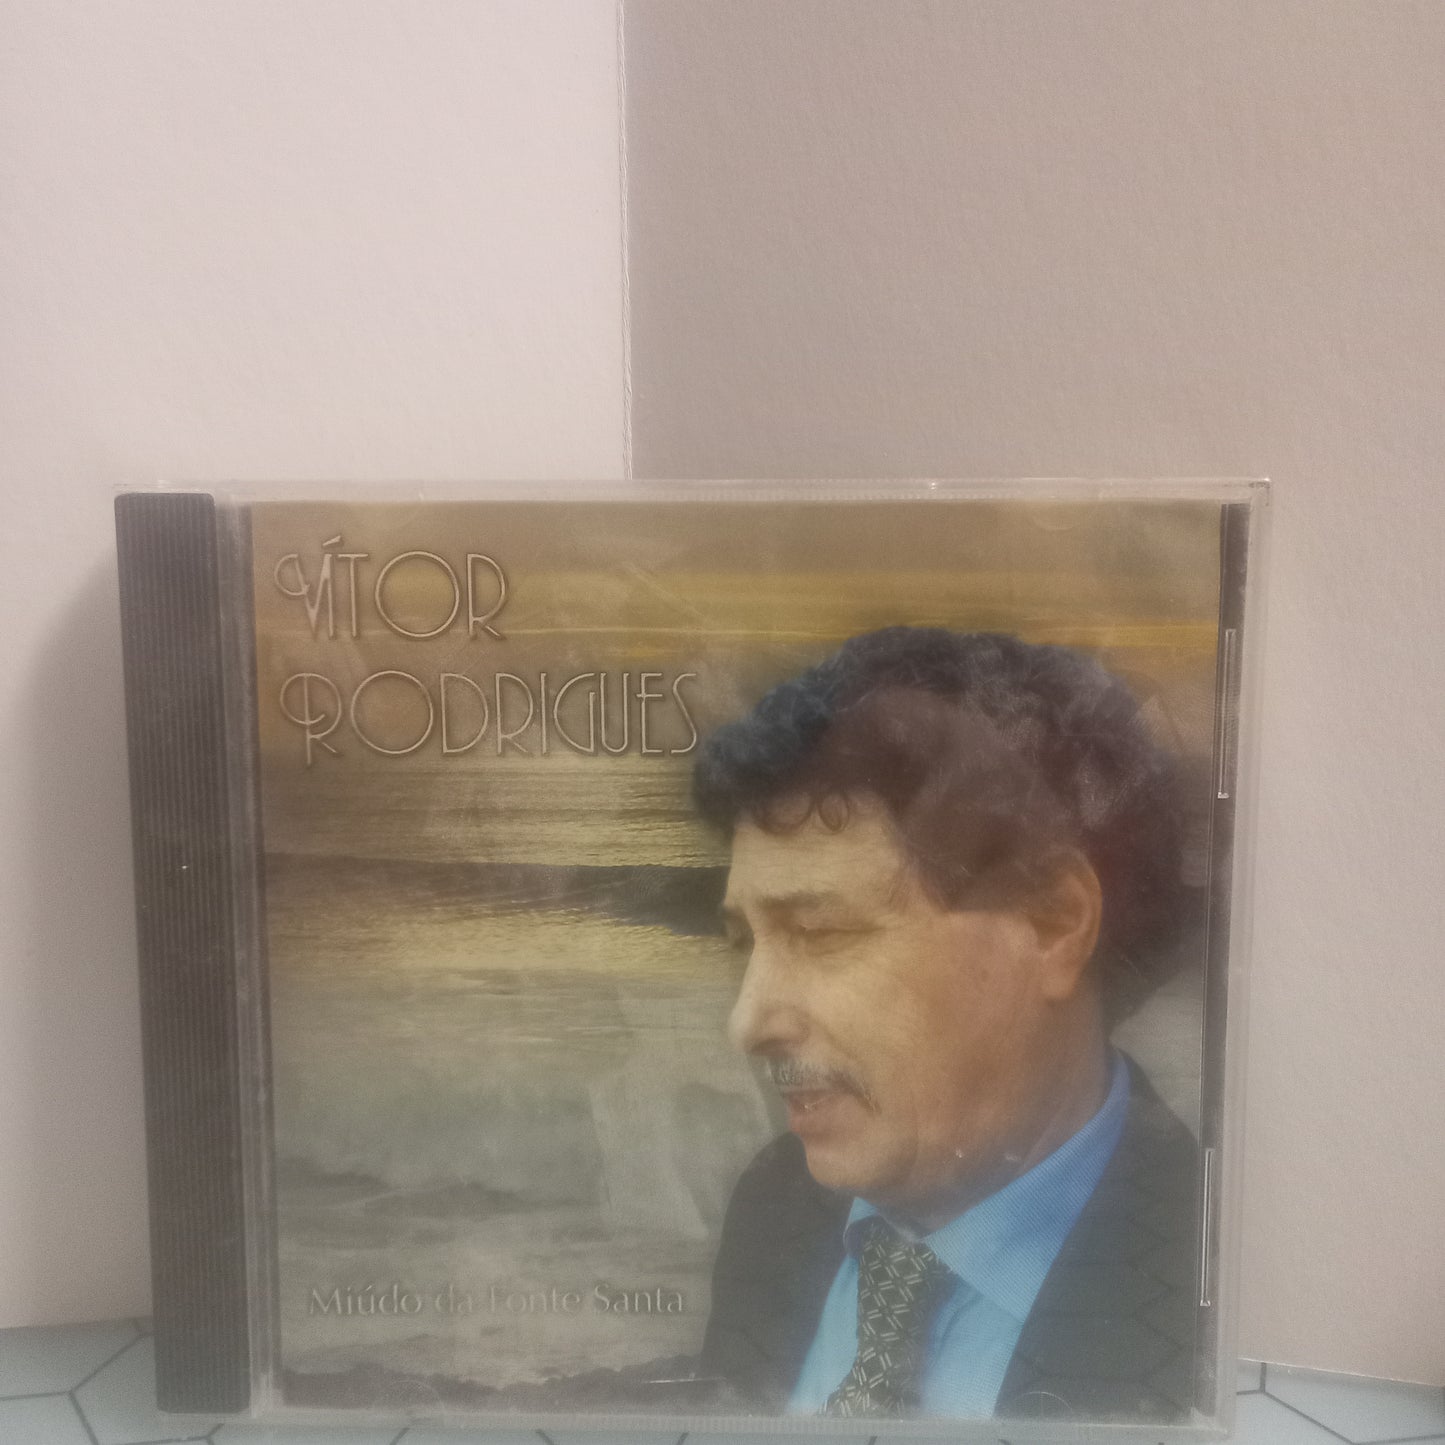 VÍTOR
RODRIGUES
Miúdo da Fonte Santa